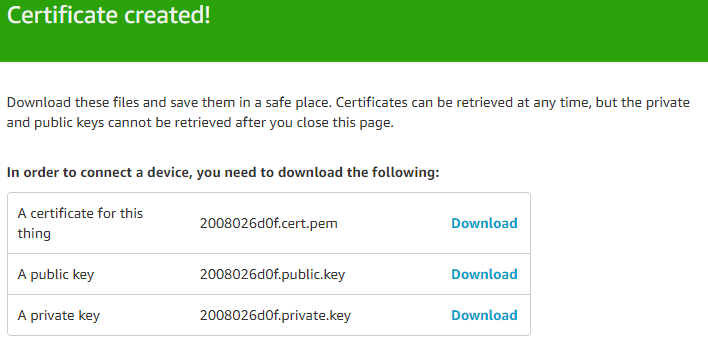 Certificate created!
Download these files and save them in a safe place. Certificates can be retrieved at any time, but the private
and public keys cannot be retrieved after you close this page.
In order to connect a device, you need to download the following:
A certificate for this
thing
2008026d0f.cert.pem
Download
A public key
2008026d0f.public.key
Download
A private key
2008026d0f.private.key
Download